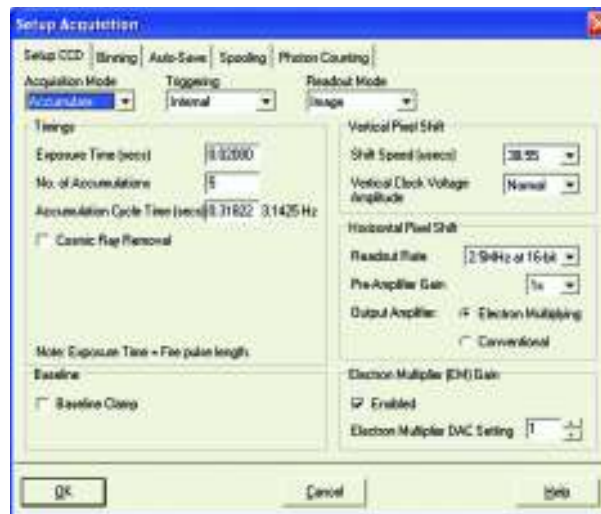 Setup Acquisition
Setup CCD Binning Auto-Save Spooling Photon Counting
Acquisition Mode Triggering Readout Mode
Accumulate Internal Image
Timings
Exposure Time (secs) 0.02000
No. of Accumulations 5
Accumulation Cycle Time (secs) 0.31822 3.1425 Hz
Cosmic Ray Removal
Note: Exposure Time = Fire pulse length.
Baseline
Baseline Clamp
Vertical Pixel Shift
Shift Speed (usecs) 38.55
Vertical Clock Voltage Amplitude Normal
Horizontal Pixel Shift
Readout Rate 2.5MHz at 16-bit
Pre-Amplifier Gain 1x
Output Amplifier: Electron Multiplying
Conventional
Electron Multiplier (EM) Gain
Enabled
Electron Multiplier DAC Setting 1
OK Cancel Help